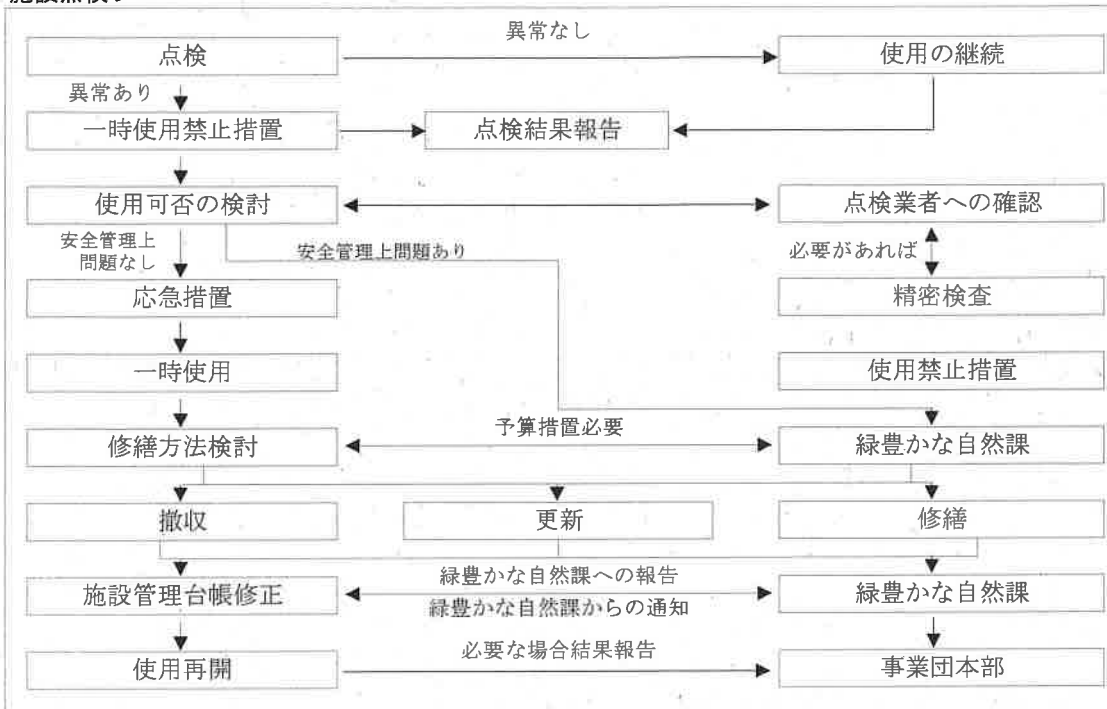 異常なし
点検
使用の継続
異常あり
一時使用禁止措置
点検結果報告
使用可否の検討
点検業者への確認
安全管理上
問題なし
安全管理上問題あり
必要があれば
応急措置
精密検査
一時使用
使用禁止措置
予算措置必要
修繕方法検討
緑豊かな自然課
撤収
更新
修繕
緑豊かな自然課への報告
施設管理台帳修正
緑豊かな自然課
緑豊かな自然課からの通知
必要な場合結果報告
使用再開
事業団本部